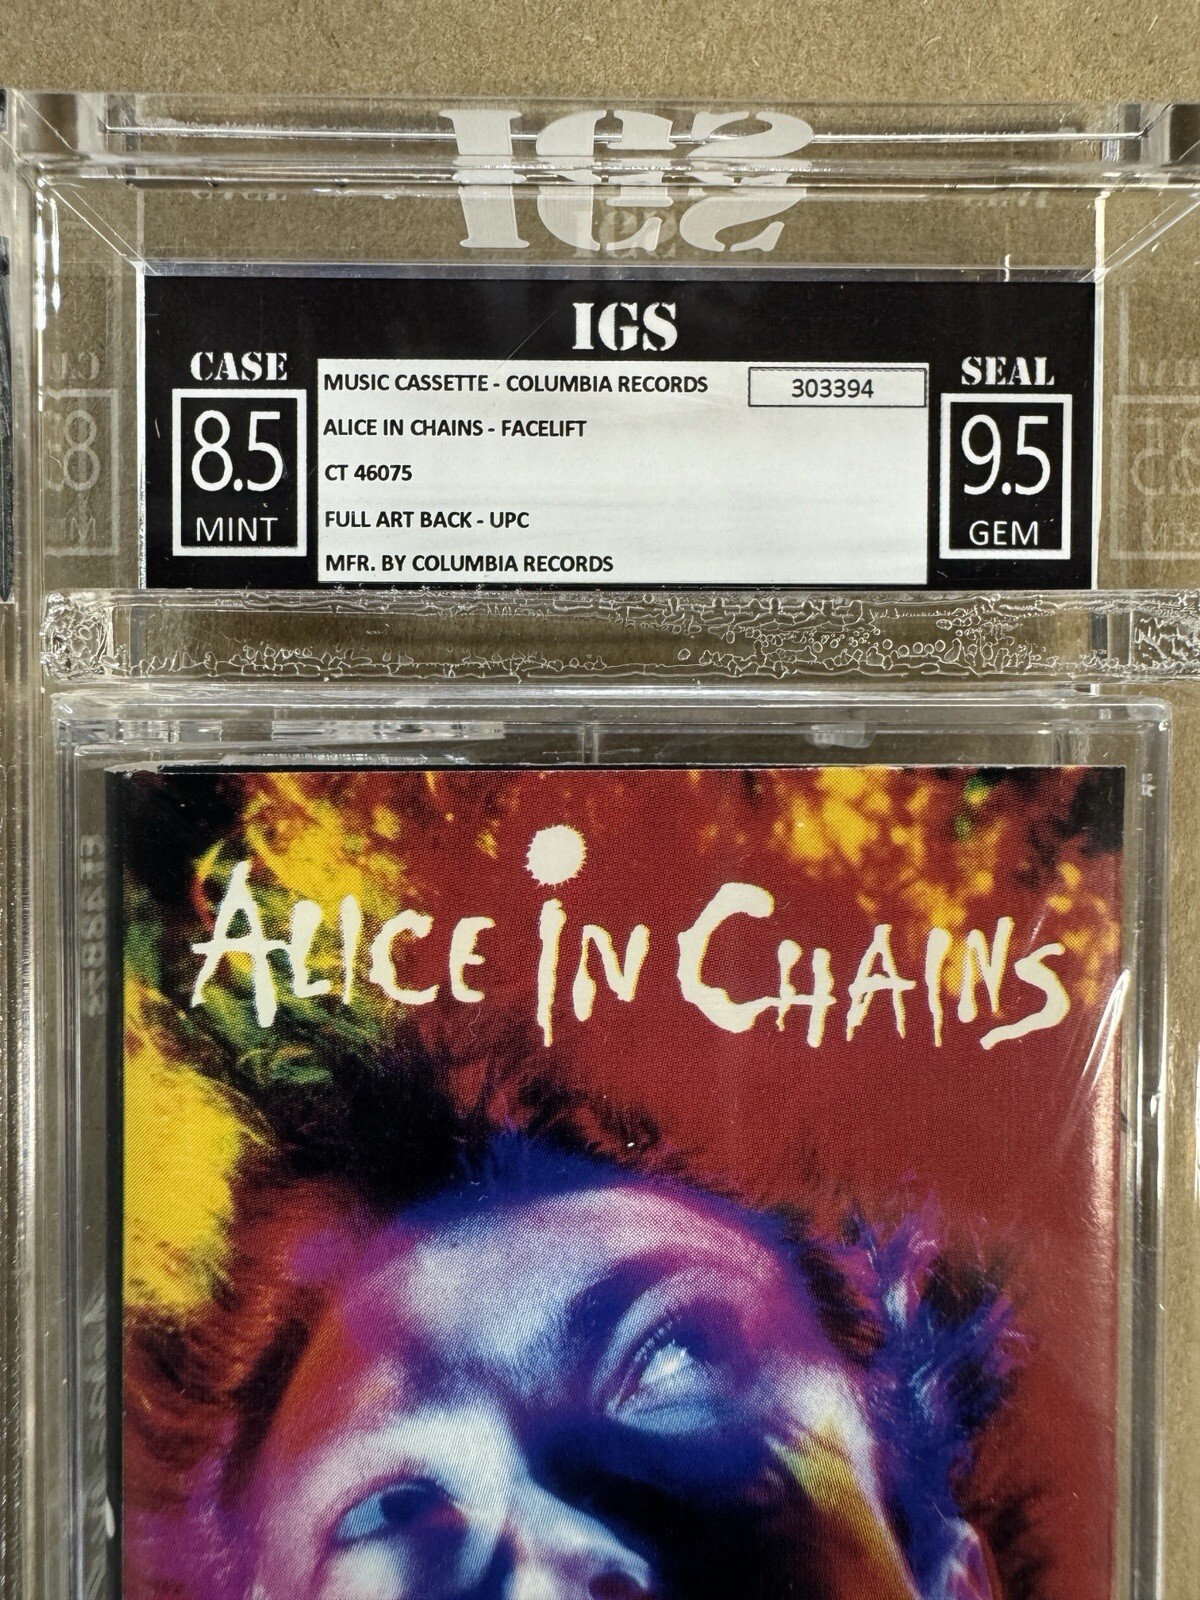 IGS
IGS
CASE
8.5
MINT
MUSIC CASSETTE - COLUMBIA RECORDS
303394
ALICE IN CHAINS - FACELIFT
CT 46075
FULL ART BACK - UPC
MFR. BY COLUMBIA RECORDS
SEAL
9.5
GEM
ALICE IN CHAINS